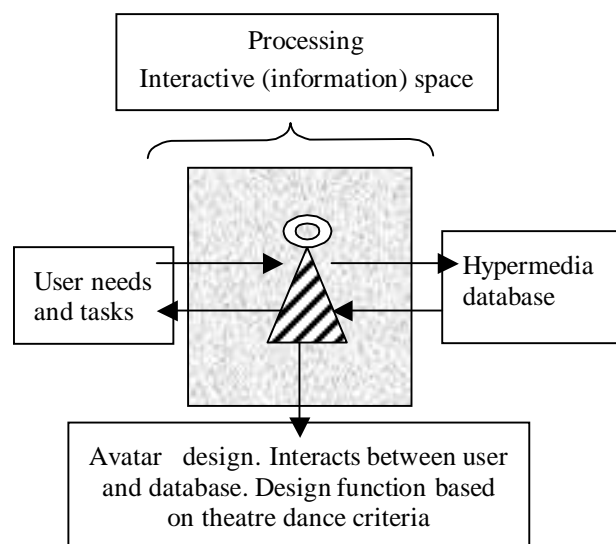 Processing
Interactive (information) space
User needs
and tasks
Hypermedia
database
Avatar design. Interacts between user
and database. Design function based
on theatre dance criteria